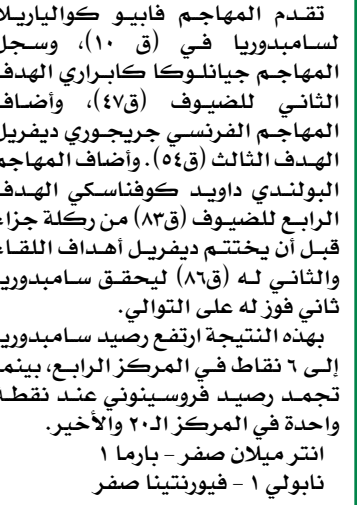 تقدم المهاجم فابيو كوالياريلا
لسامبدوريا في (ق ١٠)، وسجل
المهاجم جيانلوكا كابراري الهدف
الثاني للضيوف (ق٤٧)، وأضاف
المهاجم الفرنسي جريجوري ديفريل
الهدف الثالث (ق٥٤). وأضاف المهاجم
البولندي داويد كوفناسكي الهدف
الرابع للضيوف (ق٨٣) من ركلة جزاء
قبل أن يختتم ديفريل أهداف اللقاء
والثاني له (ق٨٦) ليحقق سامبدوريا
ثاني فوز له على التوالي.
بهذه النتيجة ارتفع رصيد سامبدوريا
إلى ٦ نقاط في المركز الرابع، بينما
تجمد رصيد فروسينوني عند نقطة
واحدة في المركز الـ٢٠ والأخير.
انتر ميلان صفر - بارما ١
نابولي ١ - فيورنتينا صفر